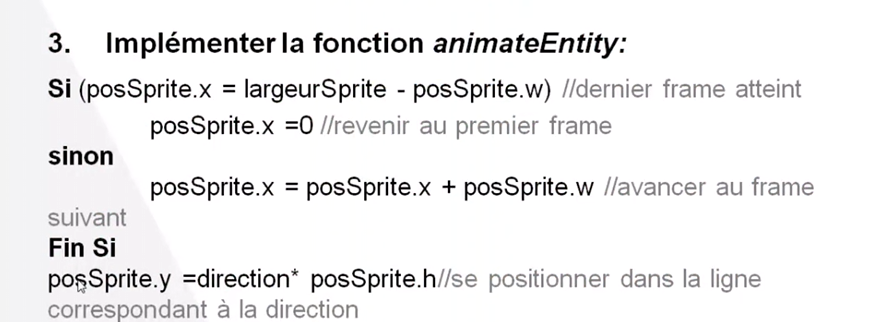 3. Implémenter la fonction animateEntity:
Si (posSprite.x = largeurSprite - posSprite.w) //dernier frame atteint
posSprite.x =0 //revenir au premier frame
sinon
posSprite.x = posSprite.x + posSprite.w //avancer au frame
suivant
Fin Si
posSprite.y =direction* posSprite.h//se positionner dans la ligne
correspondant à la direction